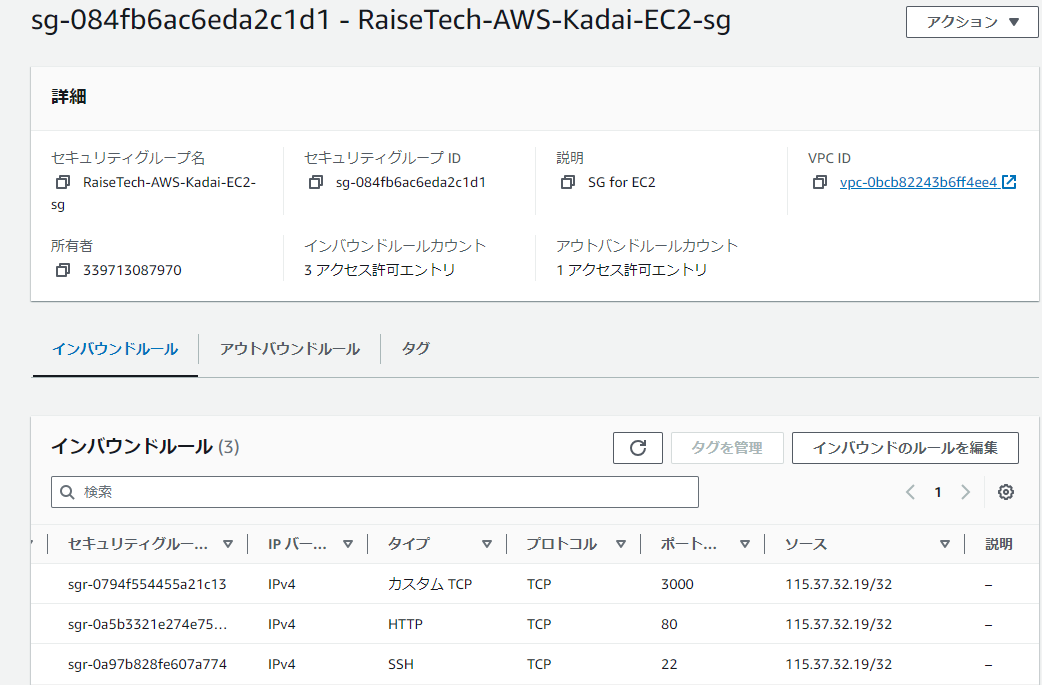 sg-084fb6ac6eda2c1d1 - RaiseTech-AWS-Kadai-EC2-sg
アクション
詳細
セキュリティグループ名
RaiseTech-AWS-Kadai-EC2-
sg
セキュリティグループ ID
sg-084fb6ac6eda2c1d1
説明
SG for EC2
VPC ID
vpc-0bcb82243b6ff4ee4
所有者
339713087970
インバウンドルールカウント
3 アクセス許可エントリ
アウトバンドルールカウント
1 アクセス許可エントリ
インバウンドルール アウトバウンドルール タグ
インバウンドルール (3)
タグを管理
インバウンドのルールを編集
検索
1
セキュリティグルー... IP バー... タイプ プロトコル ポート... ソース 説明
sgr-0794f554455a21c13 IPv4 カスタム TCP TCP 3000 115.37.32.19/32 –
sgr-0a5b3321e274e75... IPv4 HTTP TCP 80 115.37.32.19/32 –
sgr-0a97b828fe607a774 IPv4 SSH TCP 22 115.37.32.19/32 –